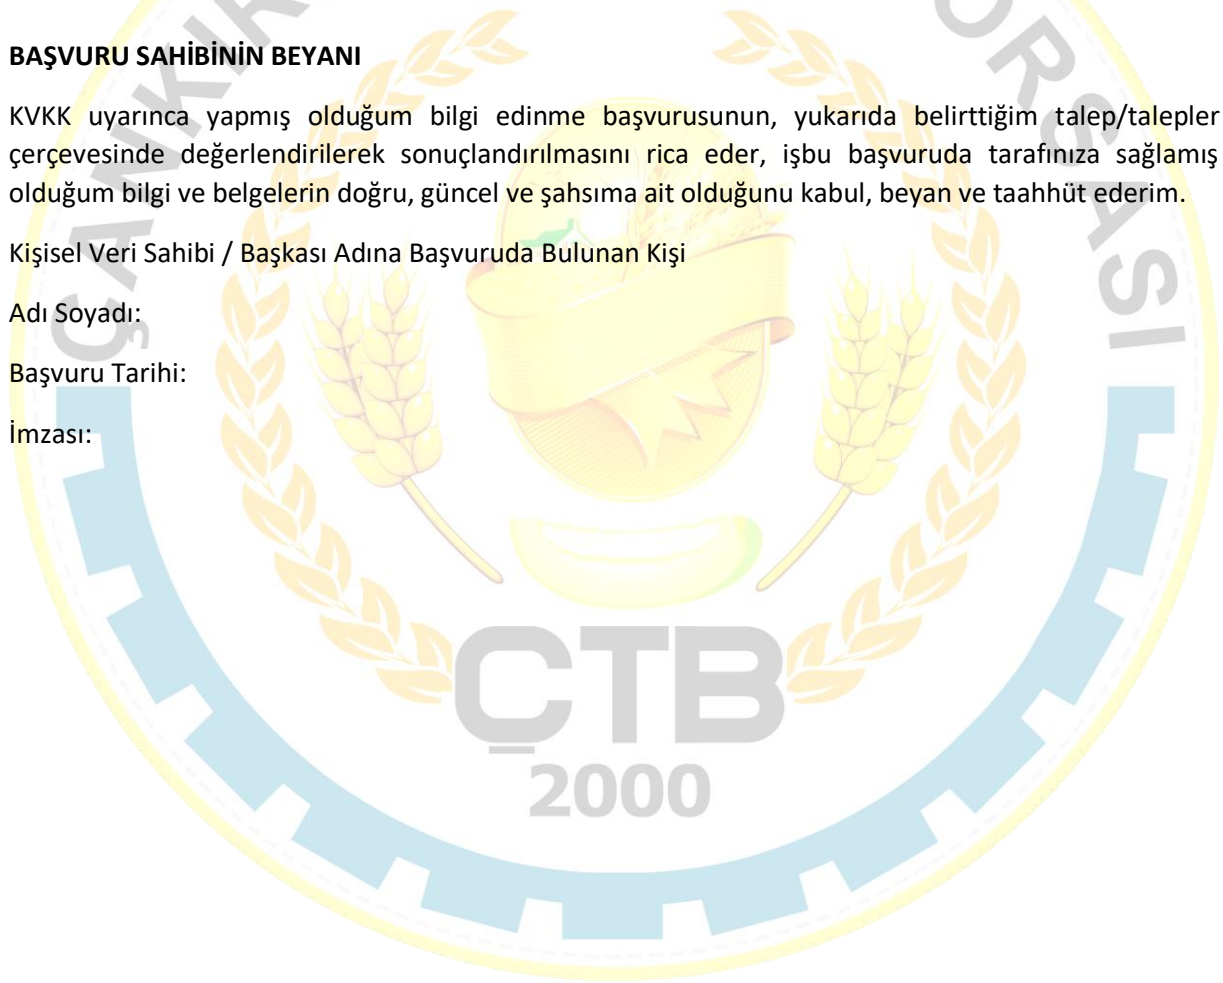 BAŞVURU SAHİBİNİN BEYANI
KVKK uyarınca yapmış olduğum bilgi edinme başvurusunun, yukarıda belirttiğim talep/talepler
çerçevesinde değerlendirilerek sonuçlandırılmasını rica eder, işbu başvuruda tarafınıza sağlamış
olduğum bilgi ve belgelerin doğru, güncel ve şahsıma ait olduğunu kabul, beyan ve taahhüt ederim.
Kişisel Veri Sahibi / Başkası Adına Başvuruda Bulunan Kişi
Adı Soyadı:
Başvuru Tarihi:
İmzası:
ÇTB
2000